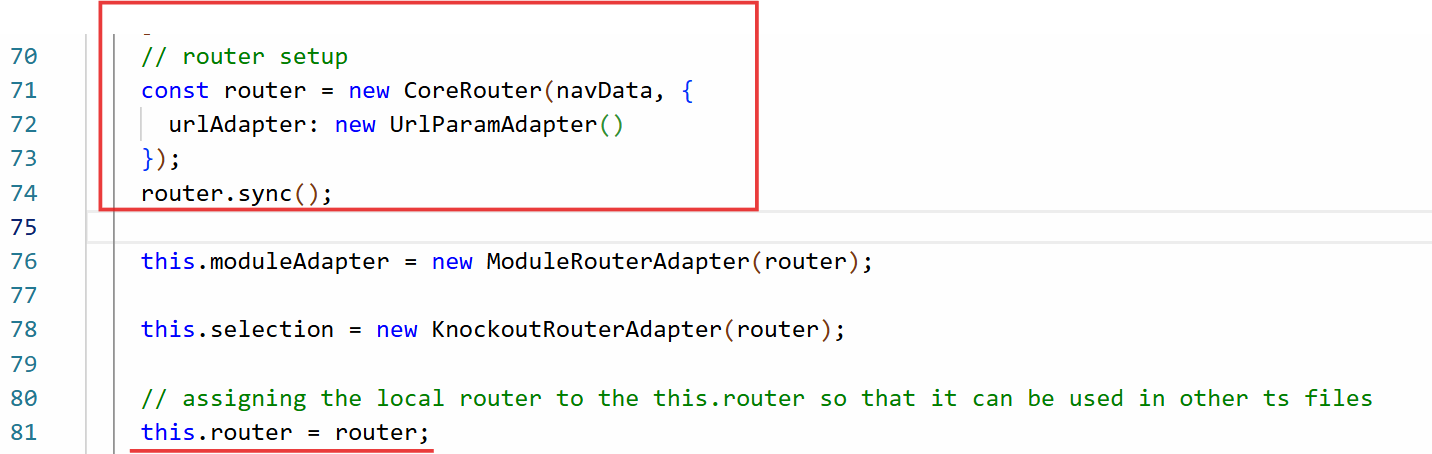 70 // router setup
71 const router = new CoreRouter(navData, {
72 urlAdapter: new UrlParamAdapter()
73 });
74 router.sync();
75
76 this.moduleAdapter = new ModuleRouterAdapter(router);
77
78 this.selection = new KnockoutRouterAdapter(router);
79
80 // assigning the local router to the this.router so that it can be used in other ts files
81 this.router = router;